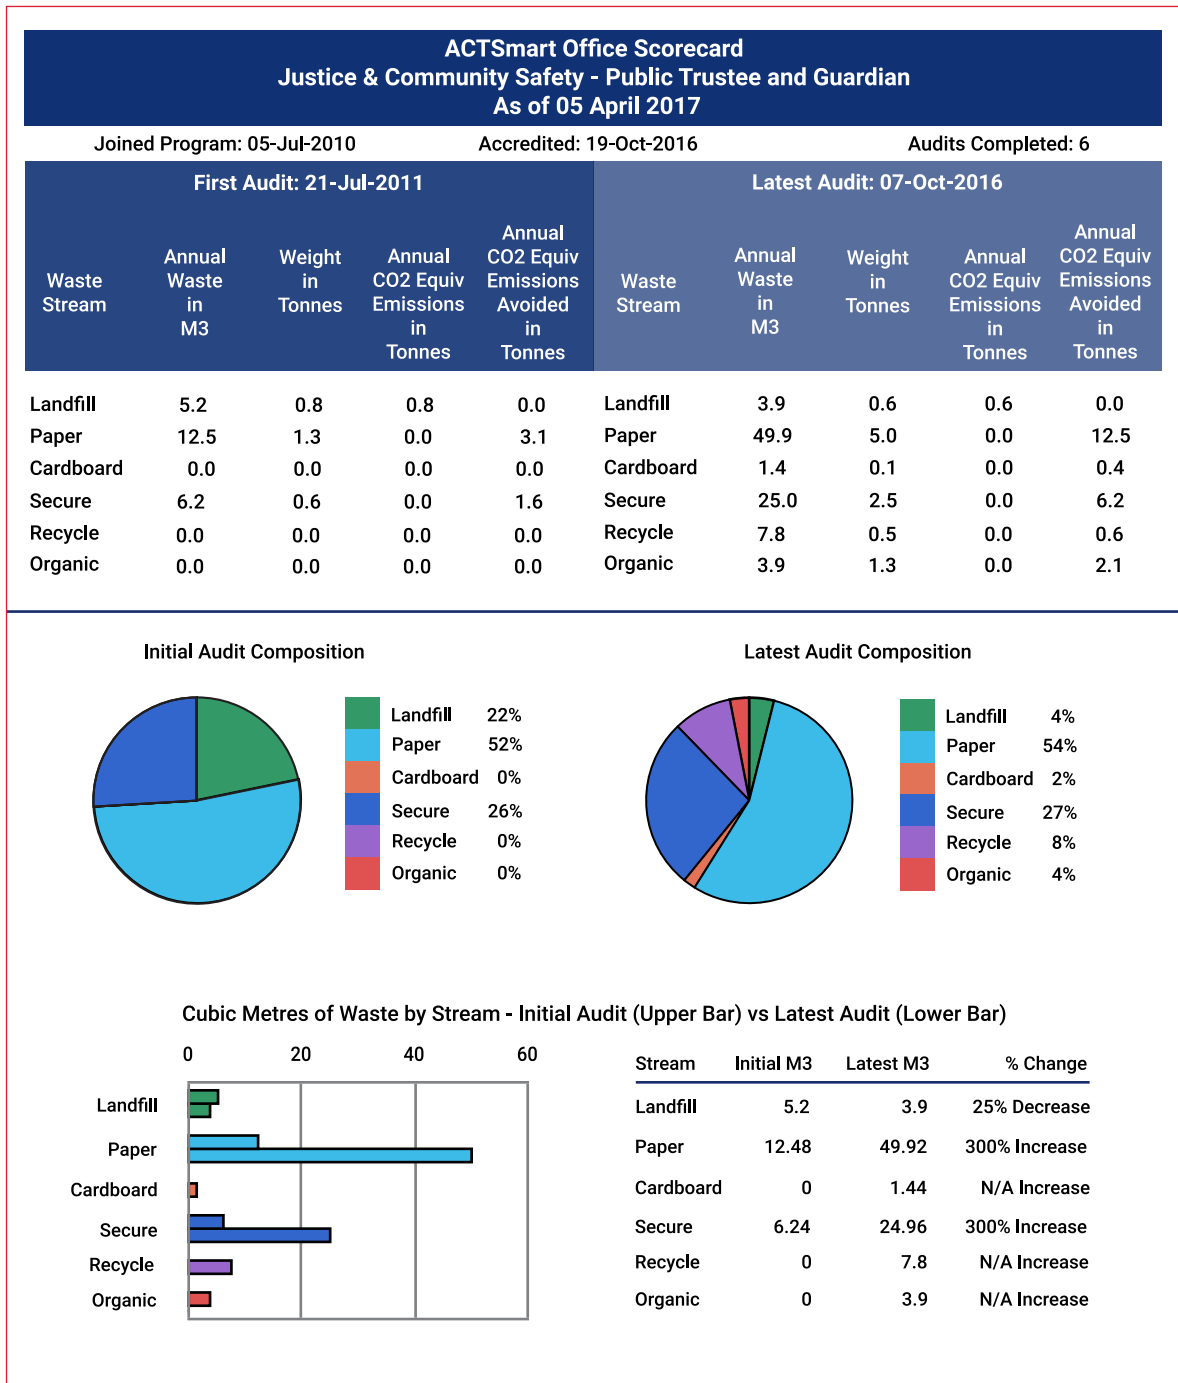 ACTSmart Office Scorecard
Justice & Community Safety - Public Trustee and Guardian
As of 05 April 2017
Joined Program: 05-Jul-2010 Accredited: 19-Oct-2016 Audits Completed: 6
First Audit: 21-Jul-2011
Waste Stream Annual Waste in M3 Weight in Tonnes Annual CO2 Equiv Emissions in Tonnes Annual CO2 Equiv Emissions Avoided in Tonnes
Landfill 5.2 0.8 0.8 0.0
Paper 12.5 1.3 0.0 3.1
Cardboard 0.0 0.0 0.0 0.0
Secure 6.2 0.6 0.0 1.6
Recycle 0.0 0.0 0.0 0.0
Organic 0.0 0.0 0.0 0.0
Latest Audit: 07-Oct-2016
Waste Stream Annual Waste in M3 Weight in Tonnes Annual CO2 Equiv Emissions in Tonnes Annual CO2 Equiv Emissions Avoided in Tonnes
Landfill 3.9 0.6 0.6 0.0
Paper 49.9 5.0 0.0 12.5
Cardboard 1.4 0.1 0.0 0.4
Secure 25.0 2.5 0.0 6.2
Recycle 7.8 0.5 0.0 0.6
Organic 3.9 1.3 0.0 2.1
Initial Audit Composition
Landfill 22%
Paper 52%
Cardboard 0%
Secure 26%
Recycle 0%
Organic 0%
Latest Audit Composition
Landfill 4%
Paper 54%
Cardboard 2%
Secure 27%
Recycle 8%
Organic 4%
Cubic Metres of Waste by Stream - Initial Audit (Upper Bar) vs Latest Audit (Lower Bar)
0 20 40 60
Landfill
Paper
Cardboard
Secure
Recycle
Organic
Stream Initial M3 Latest M3 % Change
Landfill 5.2 3.9 25% Decrease
Paper 12.48 49.92 300% Increase
Cardboard 0 1.44 N/A Increase
Secure 6.24 24.96 300% Increase
Recycle 0 7.8 N/A Increase
Organic 0 3.9 N/A Increase